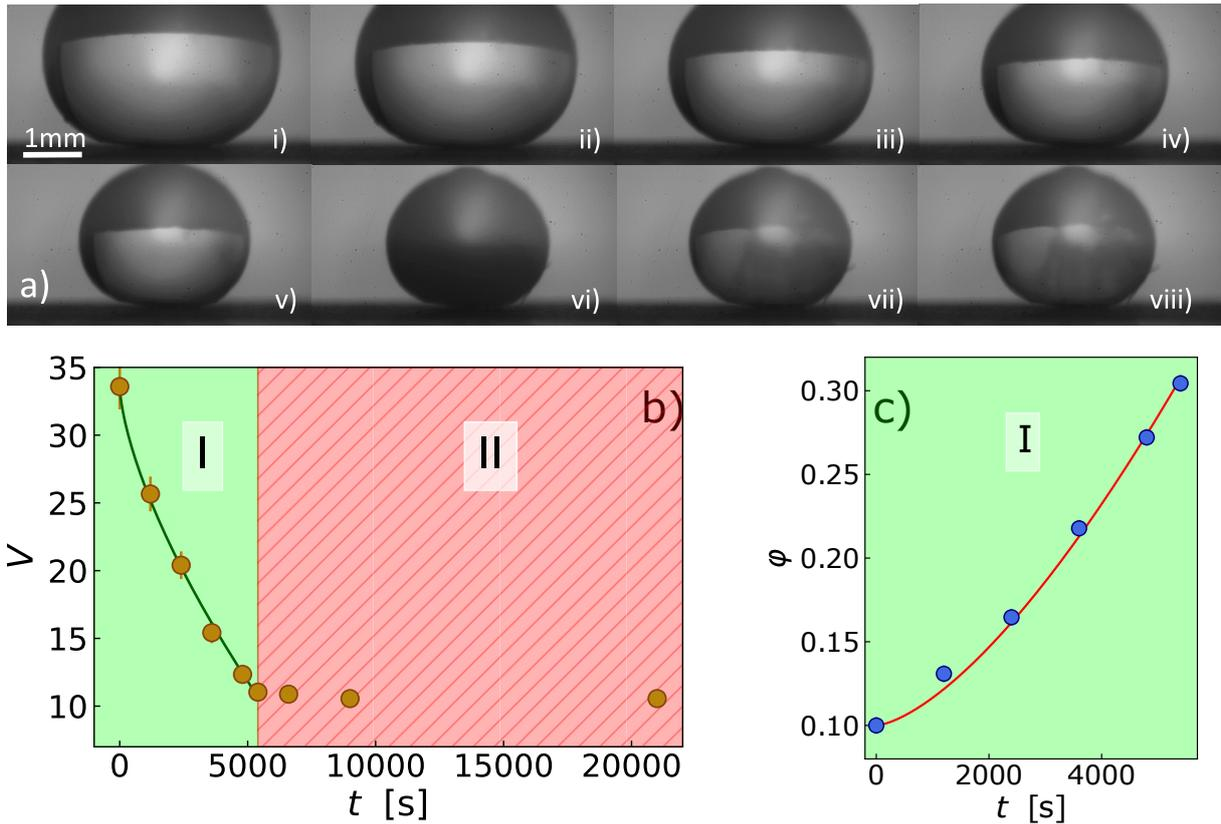 i)
ii)
iii)
iv)
1mm
a)
v)
vi)
vii)
viii)
b)
I
II
35
30
25
20
15
10
V
0 5000 10000 15000 20000
t [s]
c)
I
0.30
0.25
0.20
0.15
0.10
φ
0 2000 4000
t [s]